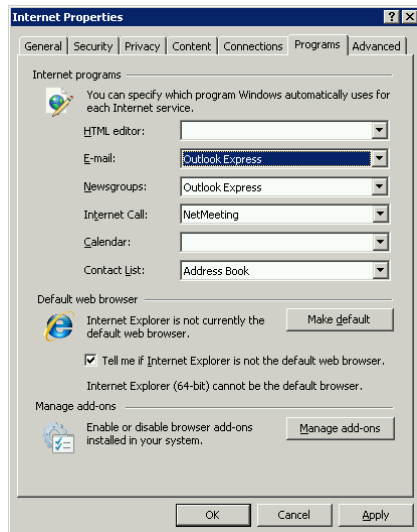 Internet Properties
General Security Privacy Content Connections Programs Advanced
Internet programs
You can specify which program Windows automatically uses for
each Internet service.
HTML editor:
E-mail: Outlook Express
Newsgroups: Outlook Express
Internet Call: NetMeeting
Calendar:
Contact List: Address Book
Default web browser
Internet Explorer is not currently the
default web browser.
Make default
Tell me if Internet Explorer is not the default web browser.
Internet Explorer (64-bit) cannot be the default browser.
Manage add-ons
Enable or disable browser add-ons
installed in your system.
Manage add-ons
OK Cancel Apply